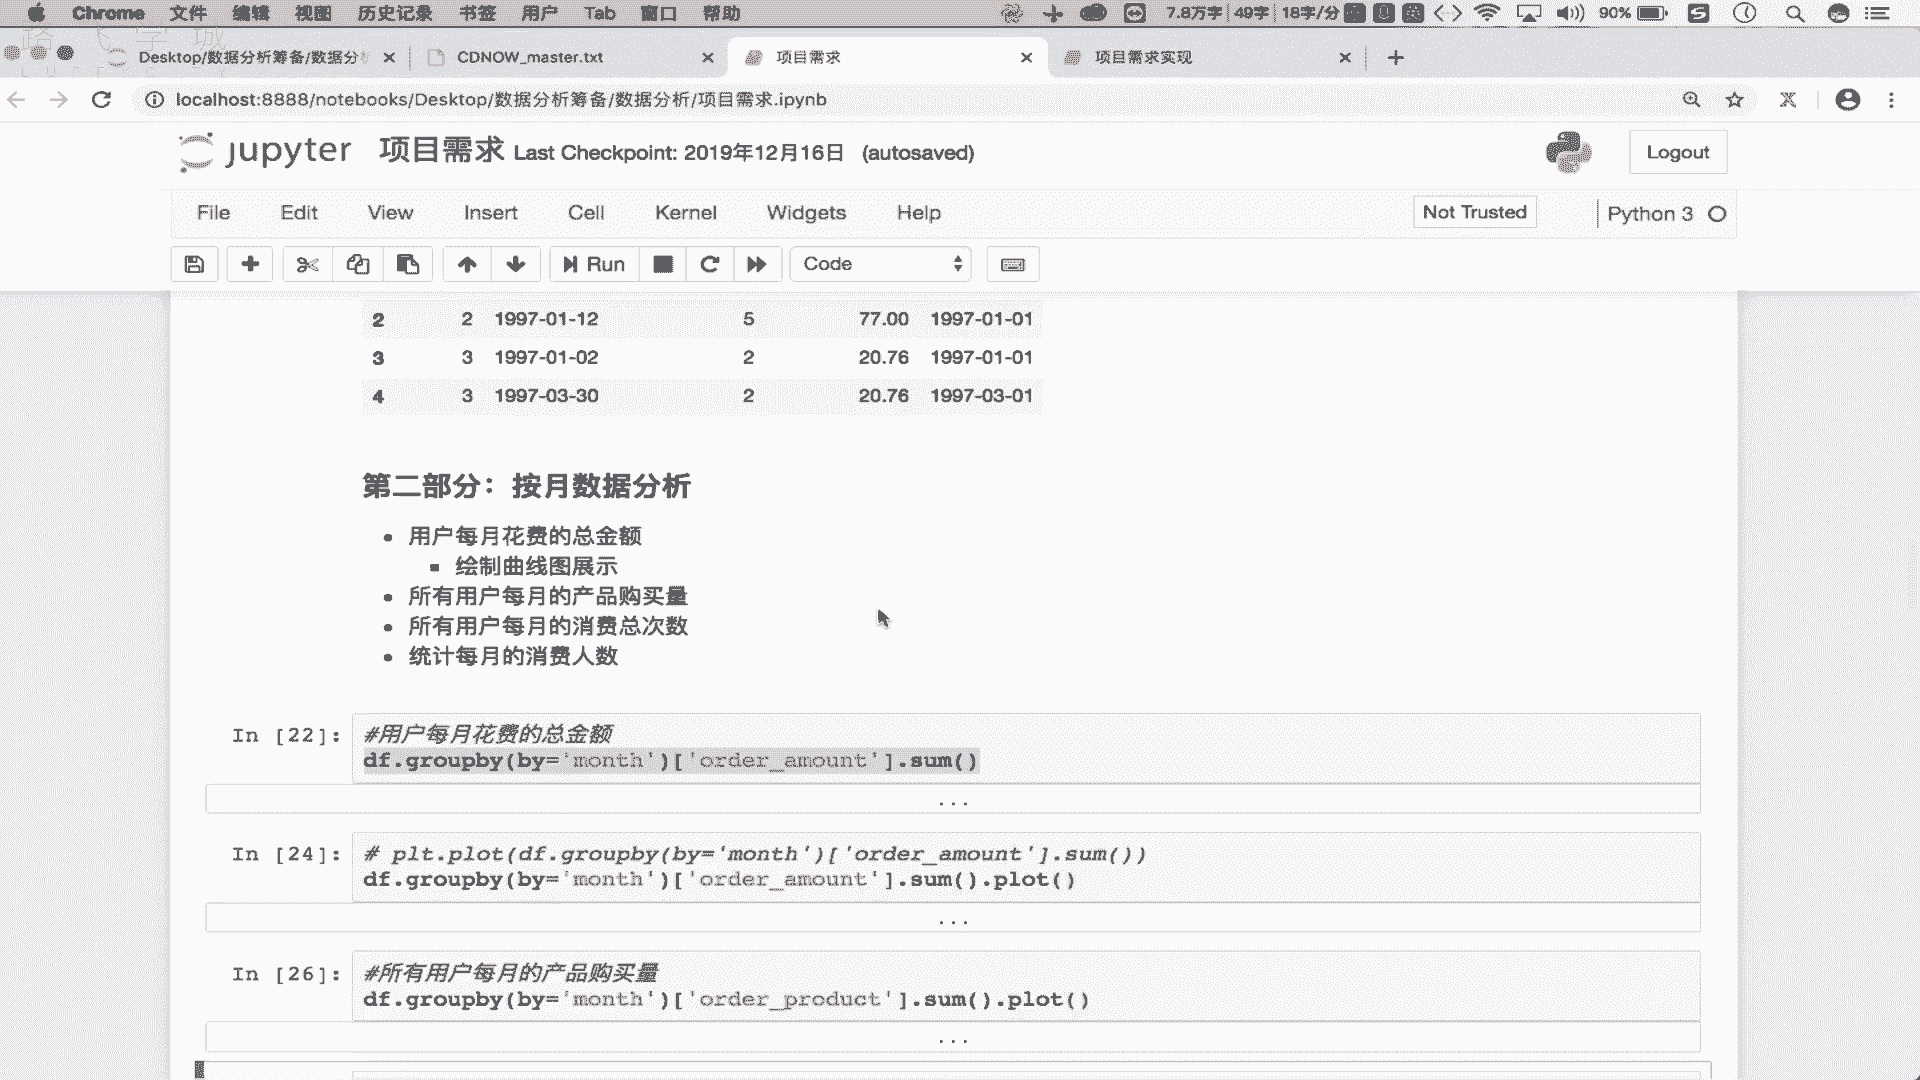 Chrome 文件 编辑 视图 历史记录 书签 用户 Tab 窗口 帮助 7.8万字 49字 18字/分 90%
Desktop/数据分析筹备/数据分 CDNOW_master.txt 项目需求 项目需求实现
localhost:8888/notebooks/Desktop/数据分析筹备/数据分析/项目需求.ipynb
jupyter 项目需求 Last Checkpoint: 2019年12月16日 (autosaved) Logout
File Edit View Insert Cell Kernel Widgets Help Not Trusted Python 3
Run Code
2 2 1997-01-12 5 77.00 1997-01-01
3 3 1997-01-02 2 20.76 1997-01-01
4 3 1997-03-30 2 20.76 1997-03-01
第二部分：按月数据分析
用户每月花费的总金额
绘制曲线图展示
所有用户每月的产品购买量
所有用户每月的消费总次数
统计每月的消费人数
In [22]: #用户每月花费的总金额
df.groupby(by='month')['order_amount'].sum()
...
In [24]: # plt.plot(df.groupby(by='month')['order_amount'].sum())
df.groupby(by='month')['order_amount'].sum().plot()
...
In [26]: #所有用户每月的产品购买量
df.groupby(by='month')['order_product'].sum().plot()
...